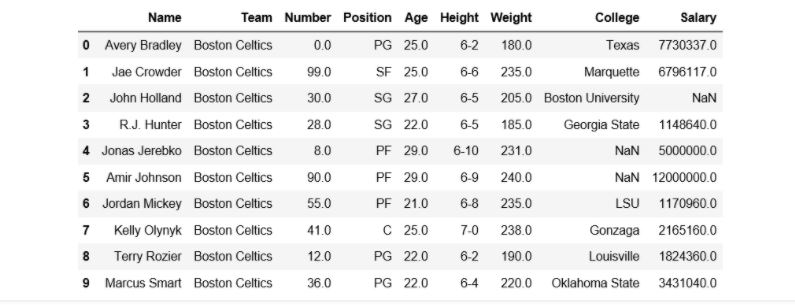 Name Team Number Position Age Height Weight College Salary
0 Avery Bradley Boston Celtics 0.0 PG 25.0 6-2 180.0 Texas 7730337.0
1 Jae Crowder Boston Celtics 99.0 SF 25.0 6-6 235.0 Marquette 6796117.0
2 John Holland Boston Celtics 30.0 SG 27.0 6-5 205.0 Boston University NaN
3 R.J. Hunter Boston Celtics 28.0 SG 22.0 6-5 185.0 Georgia State 1148640.0
4 Jonas Jerebko Boston Celtics 8.0 PF 29.0 6-10 231.0 NaN 5000000.0
5 Amir Johnson Boston Celtics 90.0 PF 29.0 6-9 240.0 NaN 12000000.0
6 Jordan Mickey Boston Celtics 55.0 PF 21.0 6-8 235.0 LSU 1170960.0
7 Kelly Olynyk Boston Celtics 41.0 C 25.0 7-0 238.0 Gonzaga 2165160.0
8 Terry Rozier Boston Celtics 12.0 PG 22.0 6-2 190.0 Louisville 1824360.0
9 Marcus Smart Boston Celtics 36.0 PG 22.0 6-4 220.0 Oklahoma State 3431040.0